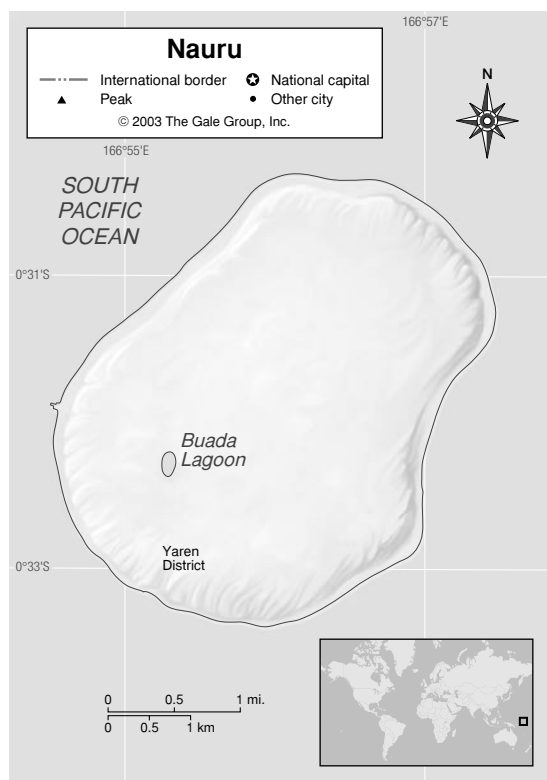 166°57'E
Nauru
International border
National capital
Peak
Other city
© 2003 The Gale Group, Inc.
N
166°55'E
SOUTH
PACIFIC
OCEAN
0°31'S
Buada
Lagoon
Yaren
District
0°33'S
0 0.5 1 mi.
0 0.5 1 km